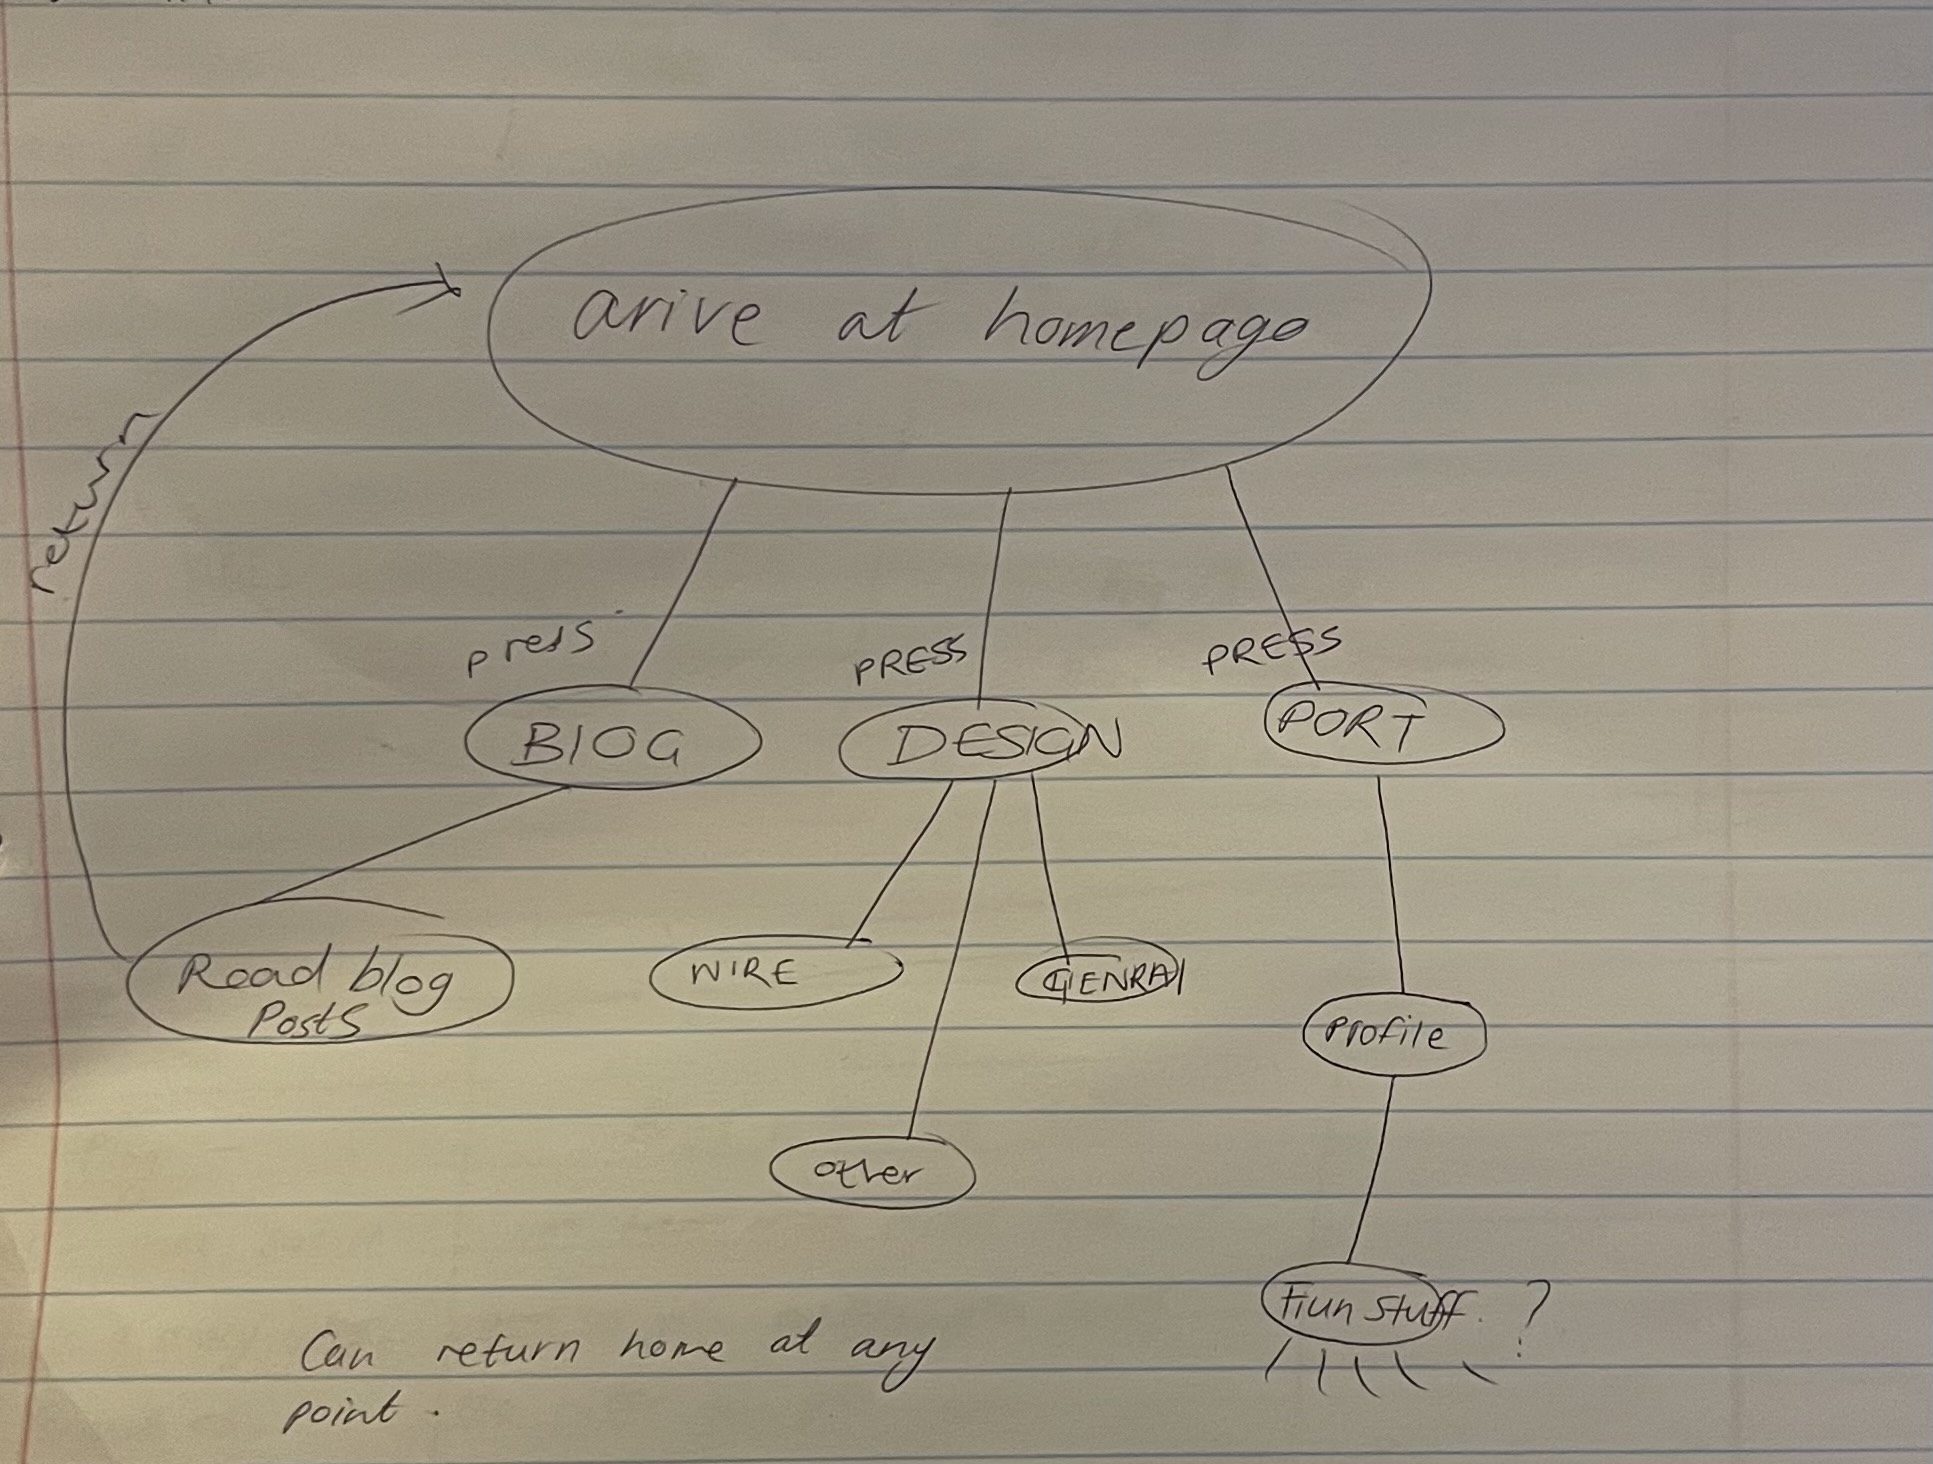 arive at homepage
return
press
PRESS
PRESS
BlOG
DESIGN
PORT
Read blog
Posts
WIRE
GENRAl
Profile
other
Fiun Stuff. ?
Can return home at any
point.